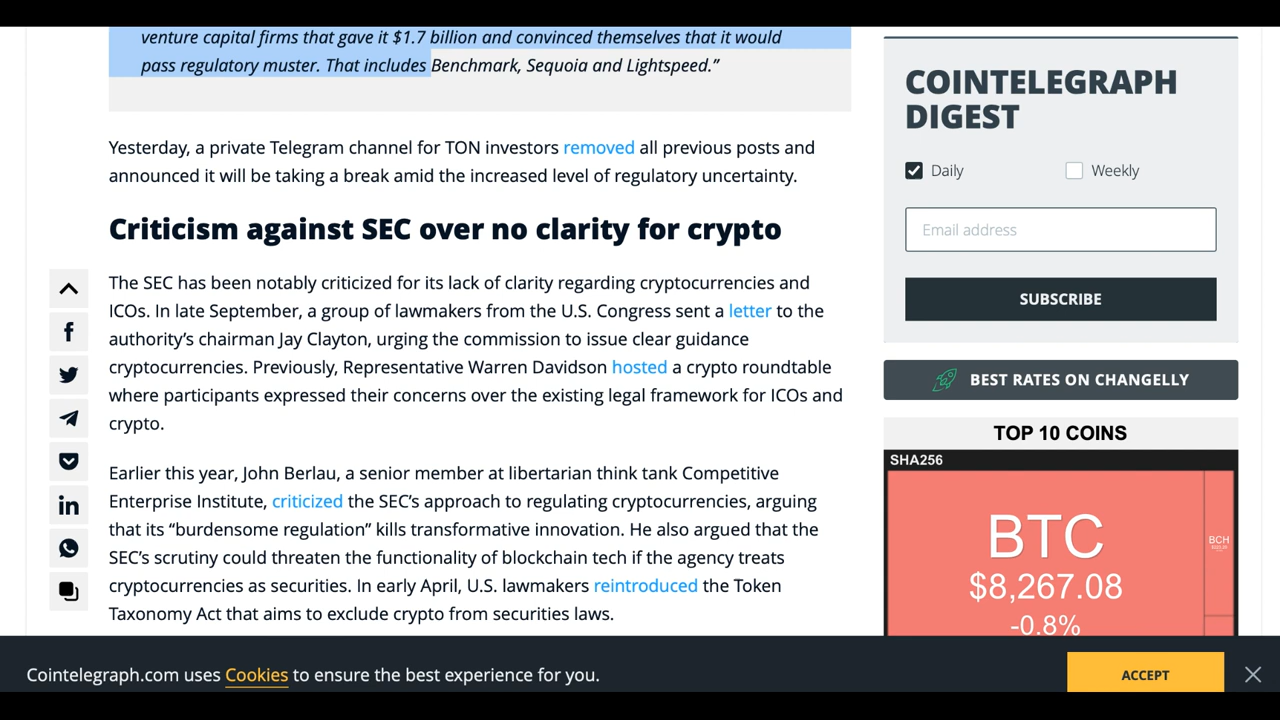 venture capital firms that gave it $1.7 billion and convinced themselves that it would
pass regulatory muster. That includes Benchmark, Sequoia and Lightspeed.”
Yesterday, a private Telegram channel for TON investors removed all previous posts and
announced it will be taking a break amid the increased level of regulatory uncertainty.
Criticism against SEC over no clarity for crypto
The SEC has been notably criticized for its lack of clarity regarding cryptocurrencies and
ICOs. In late September, a group of lawmakers from the U.S. Congress sent a letter to the
authority’s chairman Jay Clayton, urging the commission to issue clear guidance
cryptocurrencies. Previously, Representative Warren Davidson hosted a crypto roundtable
where participants expressed their concerns over the existing legal framework for ICOs and
crypto.
Earlier this year, John Berlau, a senior member at libertarian think tank Competitive
Enterprise Institute, criticized the SEC’s approach to regulating cryptocurrencies, arguing
that its “burdensome regulation” kills transformative innovation. He also argued that the
SEC’s scrutiny could threaten the functionality of blockchain tech if the agency treats
cryptocurrencies as securities. In early April, U.S. lawmakers reintroduced the Token
Taxonomy Act that aims to exclude crypto from securities laws.
COINTELEGRAPH
DIGEST
Daily
Weekly
Email address
SUBSCRIBE
BEST RATES ON CHANGELLY
TOP 10 COINS
SHA256
BTC
$8,267.08
-0.8%
BCH
Cointelegraph.com uses Cookies to ensure the best experience for you.
ACCEPT